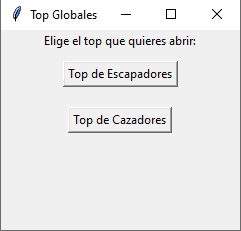 Top Globales
Elige el top que quieres abrir:
Top de Escapadores
Top de Cazadores